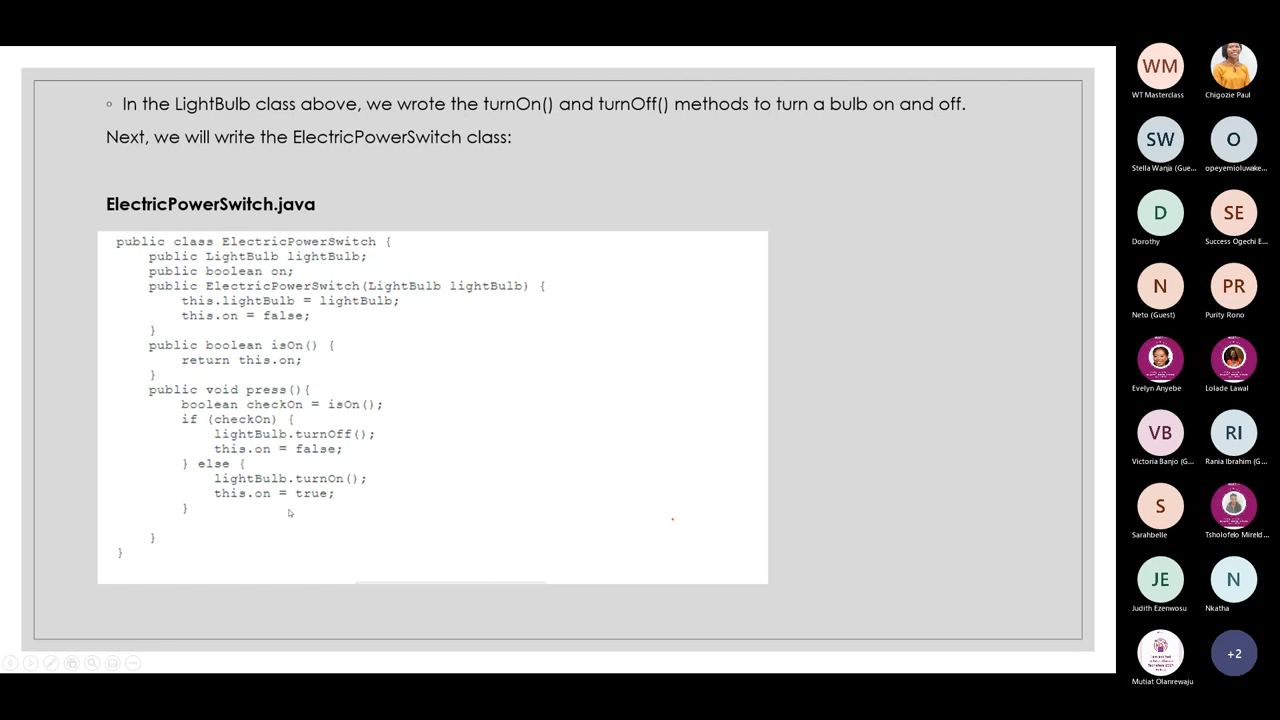 ◦ In the LightBulb class above, we wrote the turnOn() and turnOff() methods to turn a bulb on and off.
Next, we will write the ElectricPowerSwitch class:
ElectricPowerSwitch.java
public class ElectricPowerSwitch {
    public LightBulb lightBulb;
    public boolean on;
    public ElectricPowerSwitch(LightBulb lightBulb) {
        this.lightBulb = lightBulb;
        this.on = false;
    }
    public boolean isOn() {
        return this.on;
    }
    public void press(){
        boolean checkOn = isOn();
        if (checkOn) {
            lightBulb.turnOff();
            this.on = false;
        } else {
            lightBulb.turnOn();
            this.on = true;
        }
    }
}
WM
WT Masterclass
Chigozie Paul
SW
Stella Wanja (Gue...
O
opeyemioluwake...
D
Dorothy
SE
Success Ogechi E...
N
Neto (Guest)
PR
Purity Rono
Evelyn Anyebe
Lolade Lawal
VB
Victoria Banjo (G...
RI
Rania Ibrahim (G...
S
Sarahbelle
Tsholofelo Mireld...
JE
Judith Ezenwosu
N
Nkatha
Mutiat Olanrewaju
+2